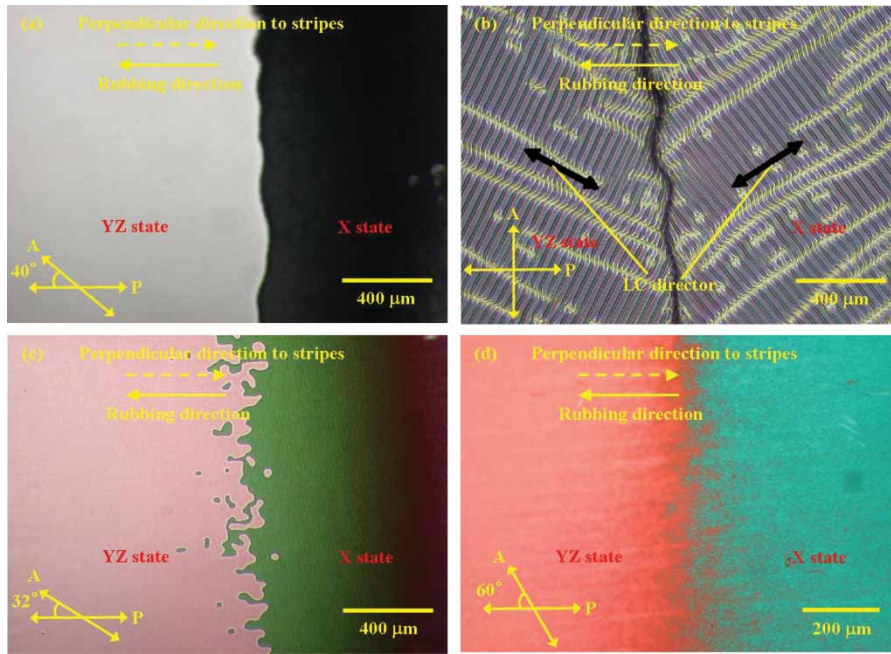 (a) Perpendicular direction to stripes
Rubbing direction
YZ state
X state
A
40°
P
400 μm
(b) Perpendicular direction to stripes
Rubbing direction
A
YZ state
X state
P
LC director
400 μm
(c) Perpendicular direction to stripes
Rubbing direction
YZ state
X state
A
32°
P
400 μm
(d) Perpendicular direction to stripes
Rubbing direction
YZ state
X state
A
60°
P
200 μm